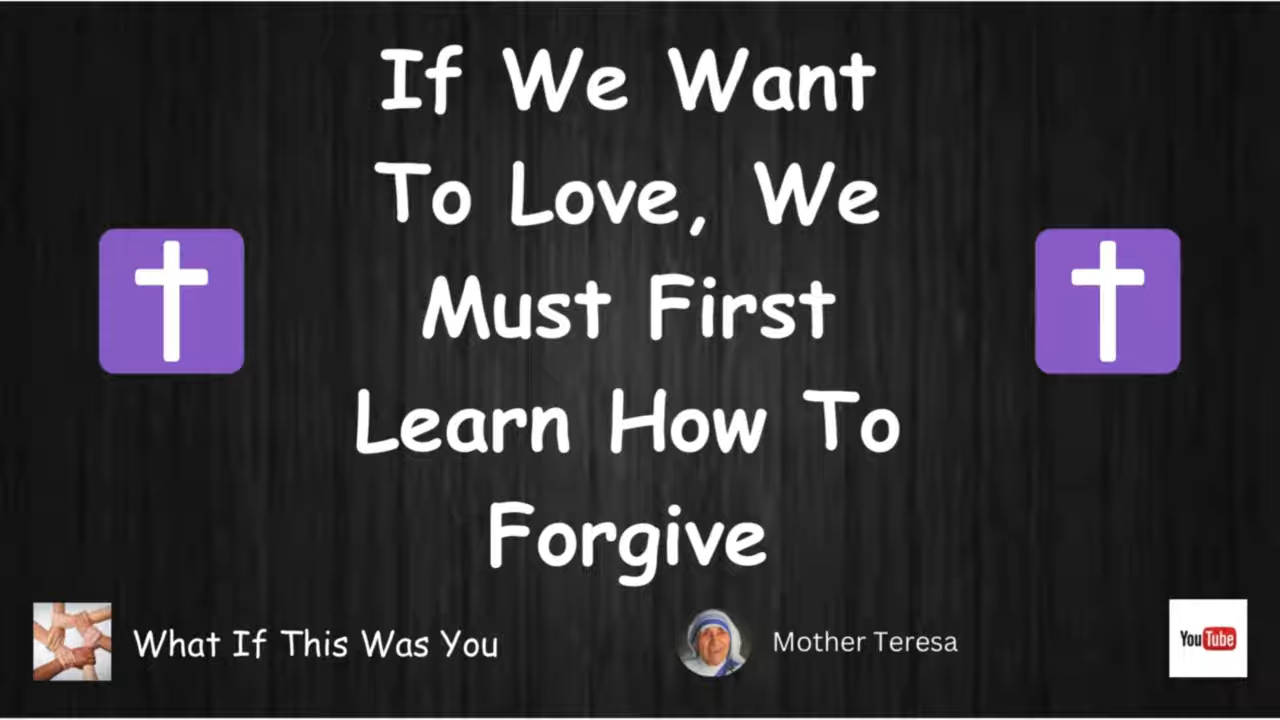 If We Want
To Love, We
Must First
Learn How To
Forgive
What If This Was You
Mother Teresa
YouTube